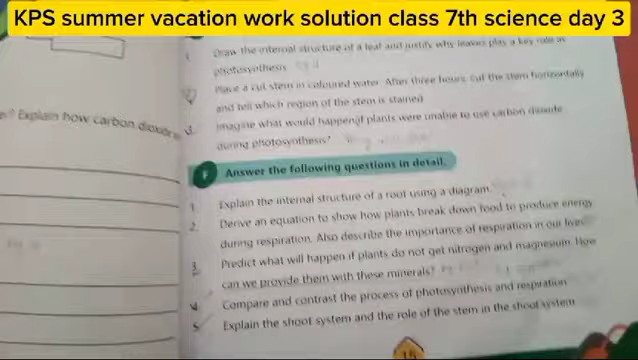 KPS summer vacation work solution class 7th science day 3
Draw the internal structure of a leaf and justify why leaves play a key role in
photosynthesis
Place a cut stem in coloured water. After three hours cut the stem horizontally
and tell which region of the stem is stained
Explain how carbon dioxide
3. Imagine what would happen if plants were unable to use carbon dioxide
during photosynthesis?
F Answer the following questions in detail.
1. Explain the internal structure of a root using a diagram.
2. Derive an equation to show how plants break down food to produce energy
during respiration. Also describe the importance of respiration in our lives
3. Predict what will happen if plants do not get nitrogen and magnesium. How
can we provide them with these minerals?
4. Compare and contrast the process of photosynthesis and respiration
5. Explain the shoot system and the role of the stem in the shoot system
15